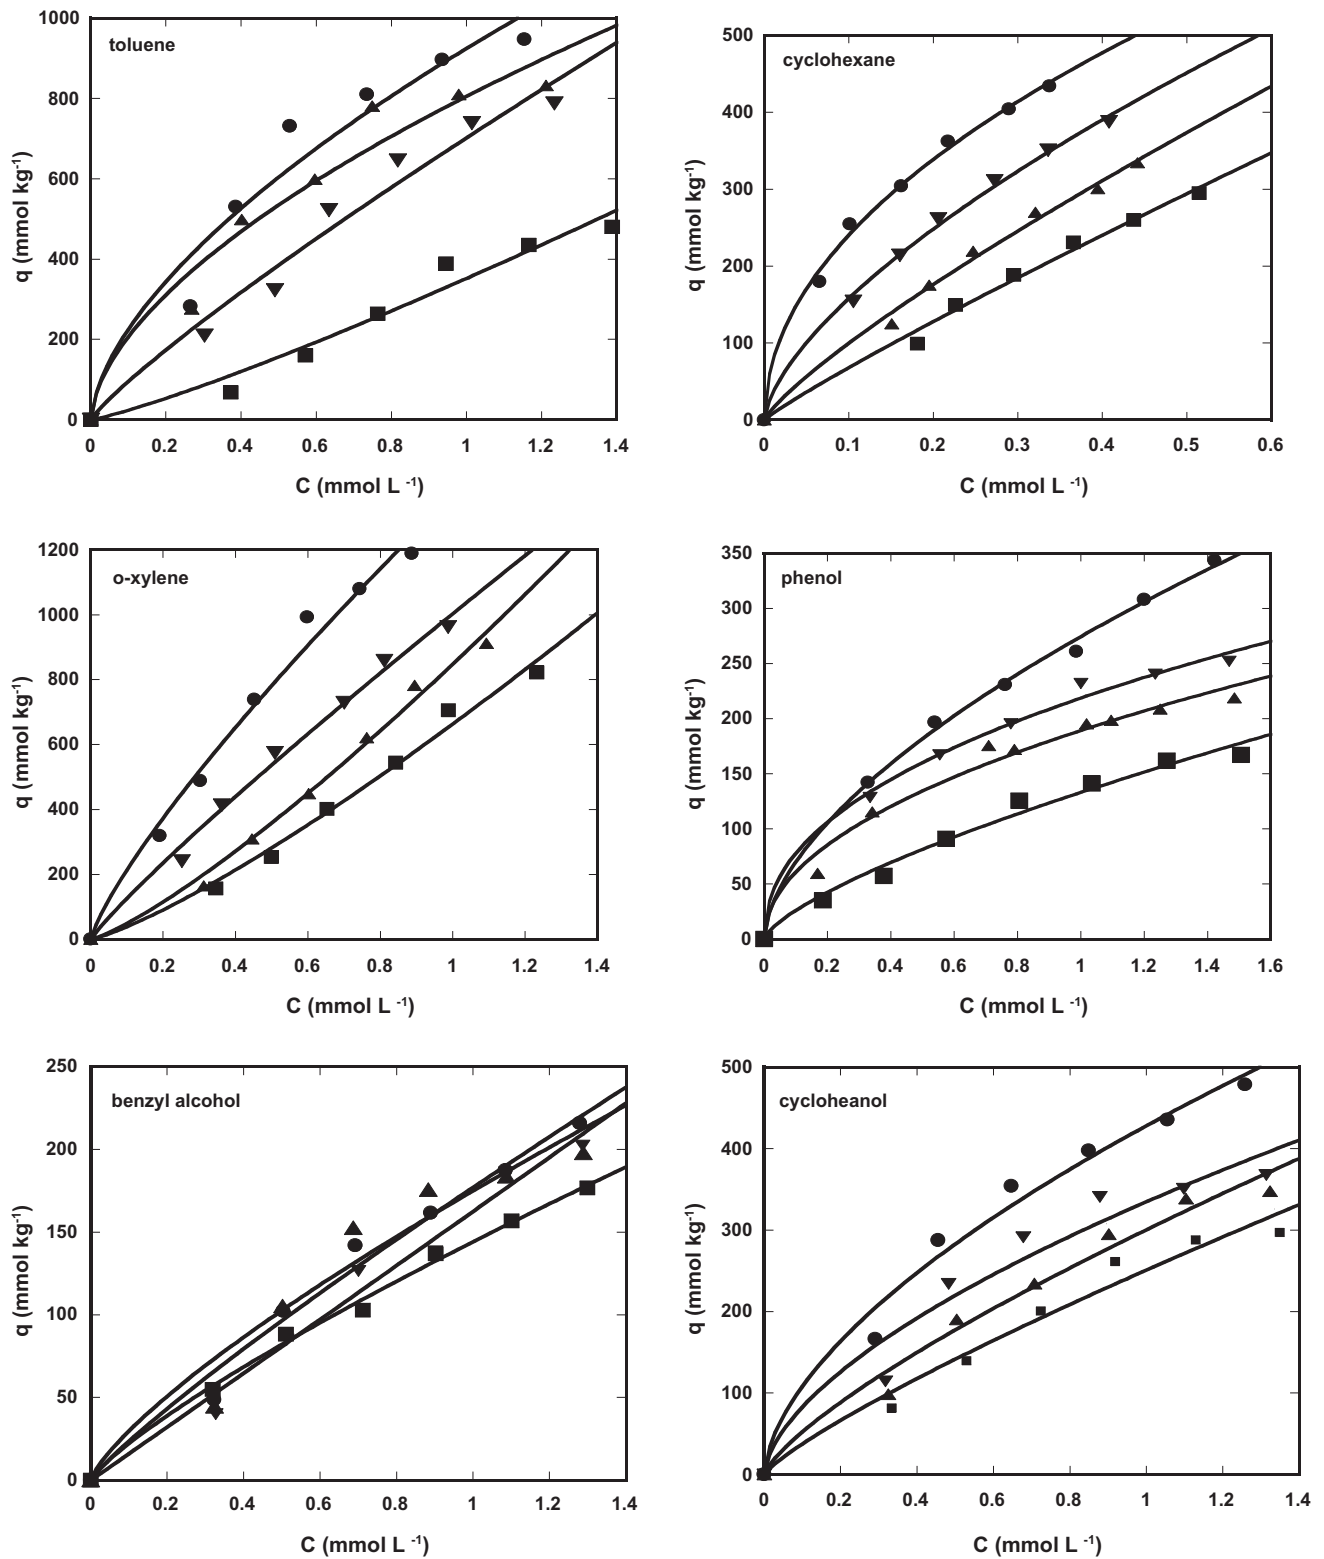 toluene
1000
800
600
400
200
0
q (mmol kg-1)
0 0.2 0.4 0.6 0.8 1 1.2 1.4
C (mmol L -1)
cyclohexane
500
400
300
200
100
0
q (mmol kg-1)
0 0.1 0.2 0.3 0.4 0.5 0.6
C (mmol L -1)
o-xylene
1200
1000
800
600
400
200
0
q (mmol kg-1)
0 0.2 0.4 0.6 0.8 1 1.2 1.4
C (mmol L -1)
phenol
350
300
250
200
150
100
50
0
q (mmol kg-1)
0 0.2 0.4 0.6 0.8 1 1.2 1.4 1.6
C (mmol L -1)
benzyl alcohol
250
200
150
100
50
0
q (mmol kg-1)
0 0.2 0.4 0.6 0.8 1 1.2 1.4
C (mmol L -1)
cycloheanol
500
400
300
200
100
0
q (mmol kg-1)
0 0.2 0.4 0.6 0.8 1 1.2 1.4
C (mmol L -1)